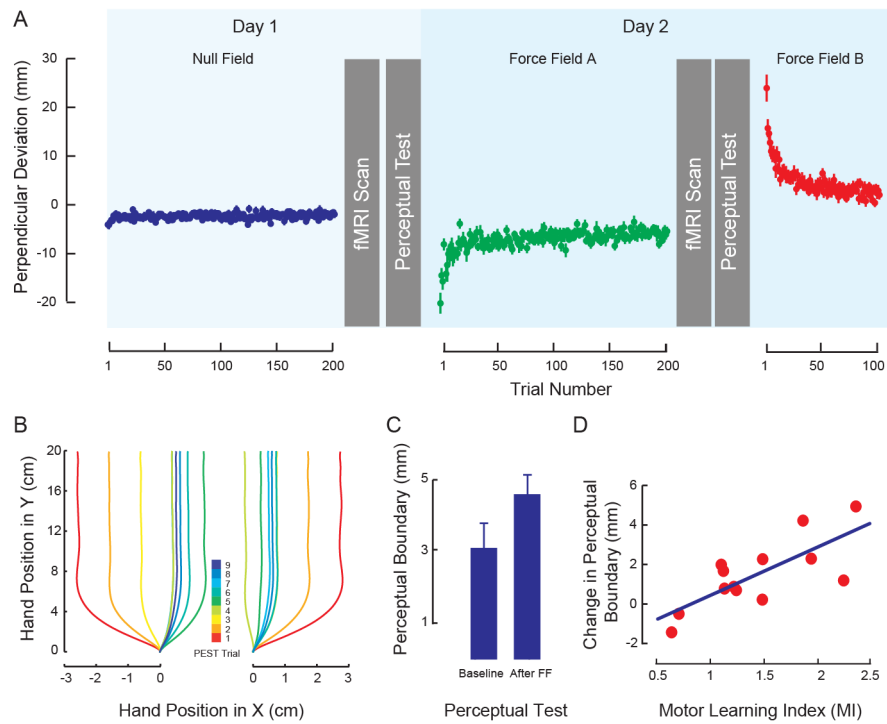 A
Day 1
Day 2
Null Field
Force Field A
Force Field B
Perpendicular Deviation (mm)
30
20
10
0
-10
-20
fMRI Scan
Perceptual Test
fMRI Scan
Perceptual Test
1 50 100 150 200
1 50 100 150 200
1 100
Trial Number
B
Hand Position in Y (cm)
20
16
12
8
4
0
9
8
7
6
5
4
3
2
1
PEST Trial
-3 -2 -1 0
0 1 2 3
Hand Position in X (cm)
C
Perceptual Boundary (mm)
5
3
1
Baseline After FF
Perceptual Test
D
Change in Perceptual
Boundary (mm)
6
4
2
0
-2
0.5 1 1.5 2 2.5
Motor Learning Index (MI)